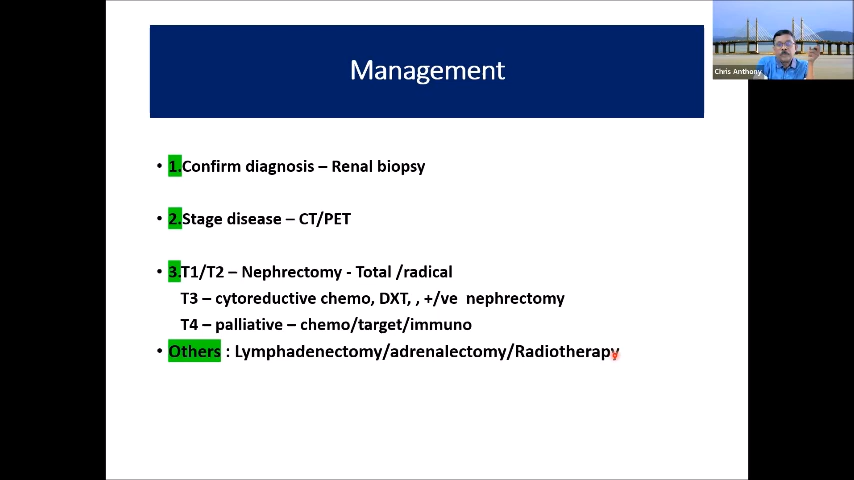 Management
Chris Anthony
• 1.Confirm diagnosis – Renal biopsy
• 2.Stage disease – CT/PET
• 3.T1/T2 – Nephrectomy - Total /radical
T3 – cytoreductive chemo, DXT, , +/ve nephrectomy
T4 – palliative – chemo/target/immuno
• Others : Lymphadenectomy/adrenalectomy/Radiotherapy